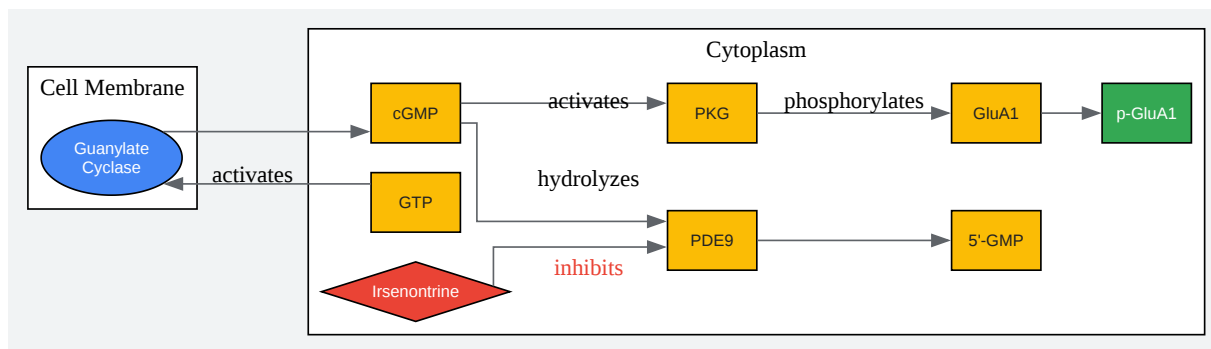 Cytoplasm
Cell Membrane
Guanylate
Cyclase
activates
cGMP
activates
PKG
phosphorylates
GluA1
p-GluA1
GTP
hydrolyzes
PDE9
5'-GMP
Irsenontrine
inhibits